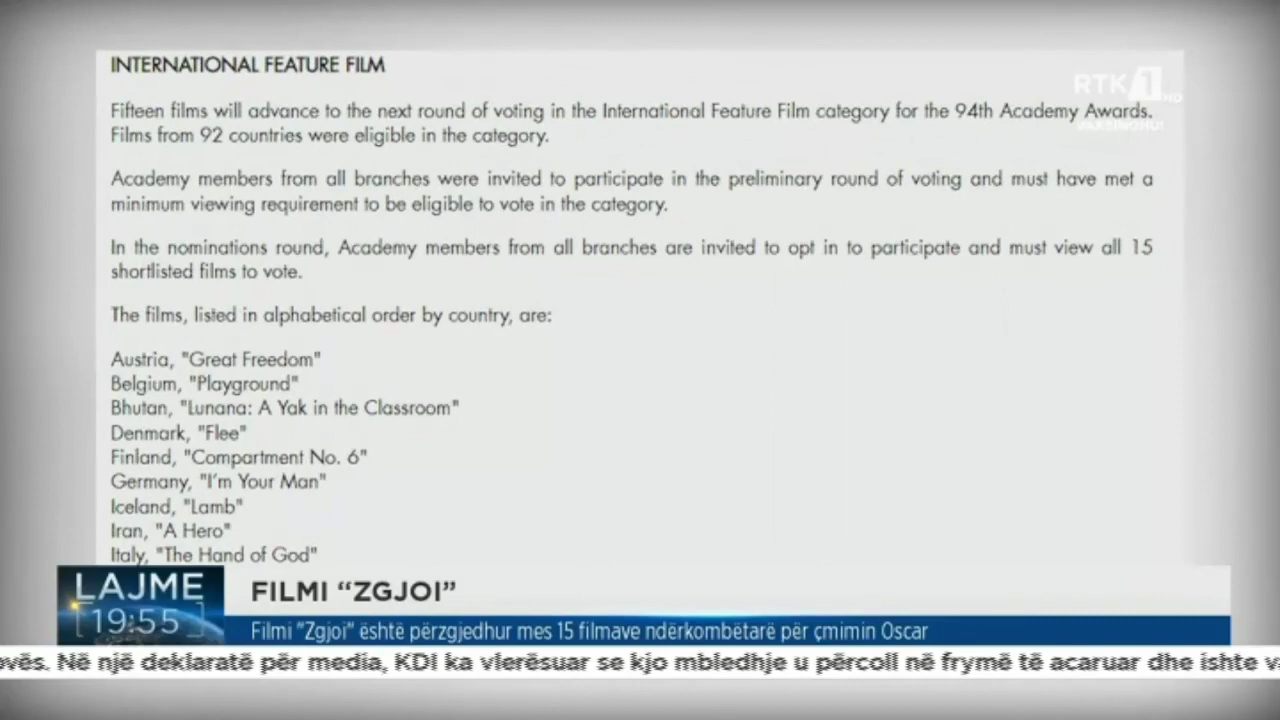 INTERNATIONAL FEATURE FILM
RTK 1 HD
VAKSINOHU!
Fifteen films will advance to the next round of voting in the International Feature Film category for the 94th Academy Awards.
Films from 92 countries were eligible in the category.
Academy members from all branches were invited to participate in the preliminary round of voting and must have met a
minimum viewing requirement to be eligible to vote in the category.
In the nominations round, Academy members from all branches are invited to opt in to participate and must view all 15
shortlisted films to vote.
The films, listed in alphabetical order by country, are:
Austria, "Great Freedom"
Belgium, "Playground"
Bhutan, "Lunana: A Yak in the Classroom"
Denmark, "Flee"
Finland, "Compartment No. 6"
Germany, "I'm Your Man"
Iceland, "Lamb"
Iran, "A Hero"
Italy, "The Hand of God"
LAJME
19:55
FILMI “ZGJOI”
Filmi "Zgjoi" është përzgjedhur mes 15 filmave ndërkombëtarë për çmimin Oscar
ovës. Në një deklaratë për media, KDI ka vlerësuar se kjo mbledhje u përcoll në frymë të acaruar dhe ishte